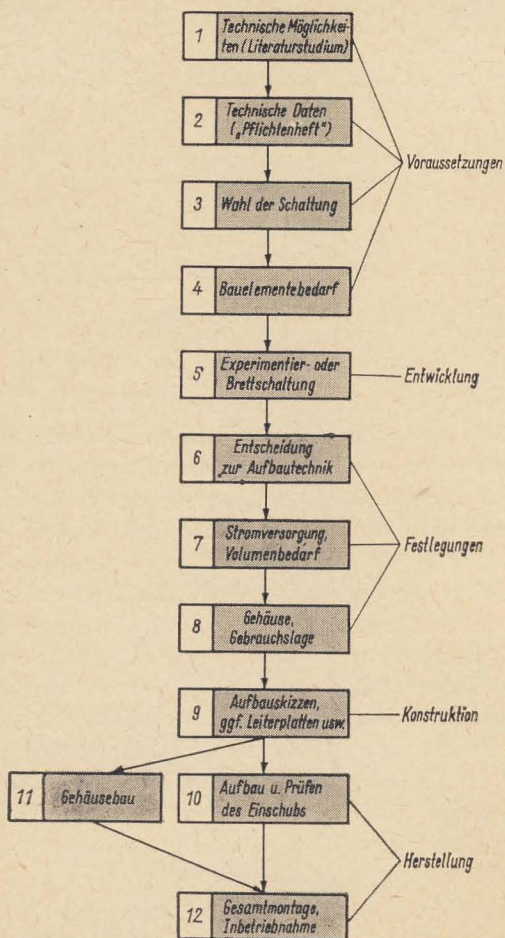 1
Technische Möglichkei-
ten (Literaturstudium)
2
Technische Daten
(„Pflichtenheft")
Voraussetzungen
3
Wahl der Schaltung
4
Bauelementebedarf
5
Experimentier- oder
Brettschaltung
Entwicklung
6
Entscheidung
zur Aufbautechnik
7
Stromversorgung,
Volumenbedarf
Festlegungen
8
Gehäuse,
Gebrauchslage
9
Aufbauskizzen,
ggf. Leiterplatten usw.
Konstruktion
11
Gehäusebau
10
Aufbau u. Prüfen
des Einschubs
Herstellung
12
Gesamtmontage,
Inbetriebnahme